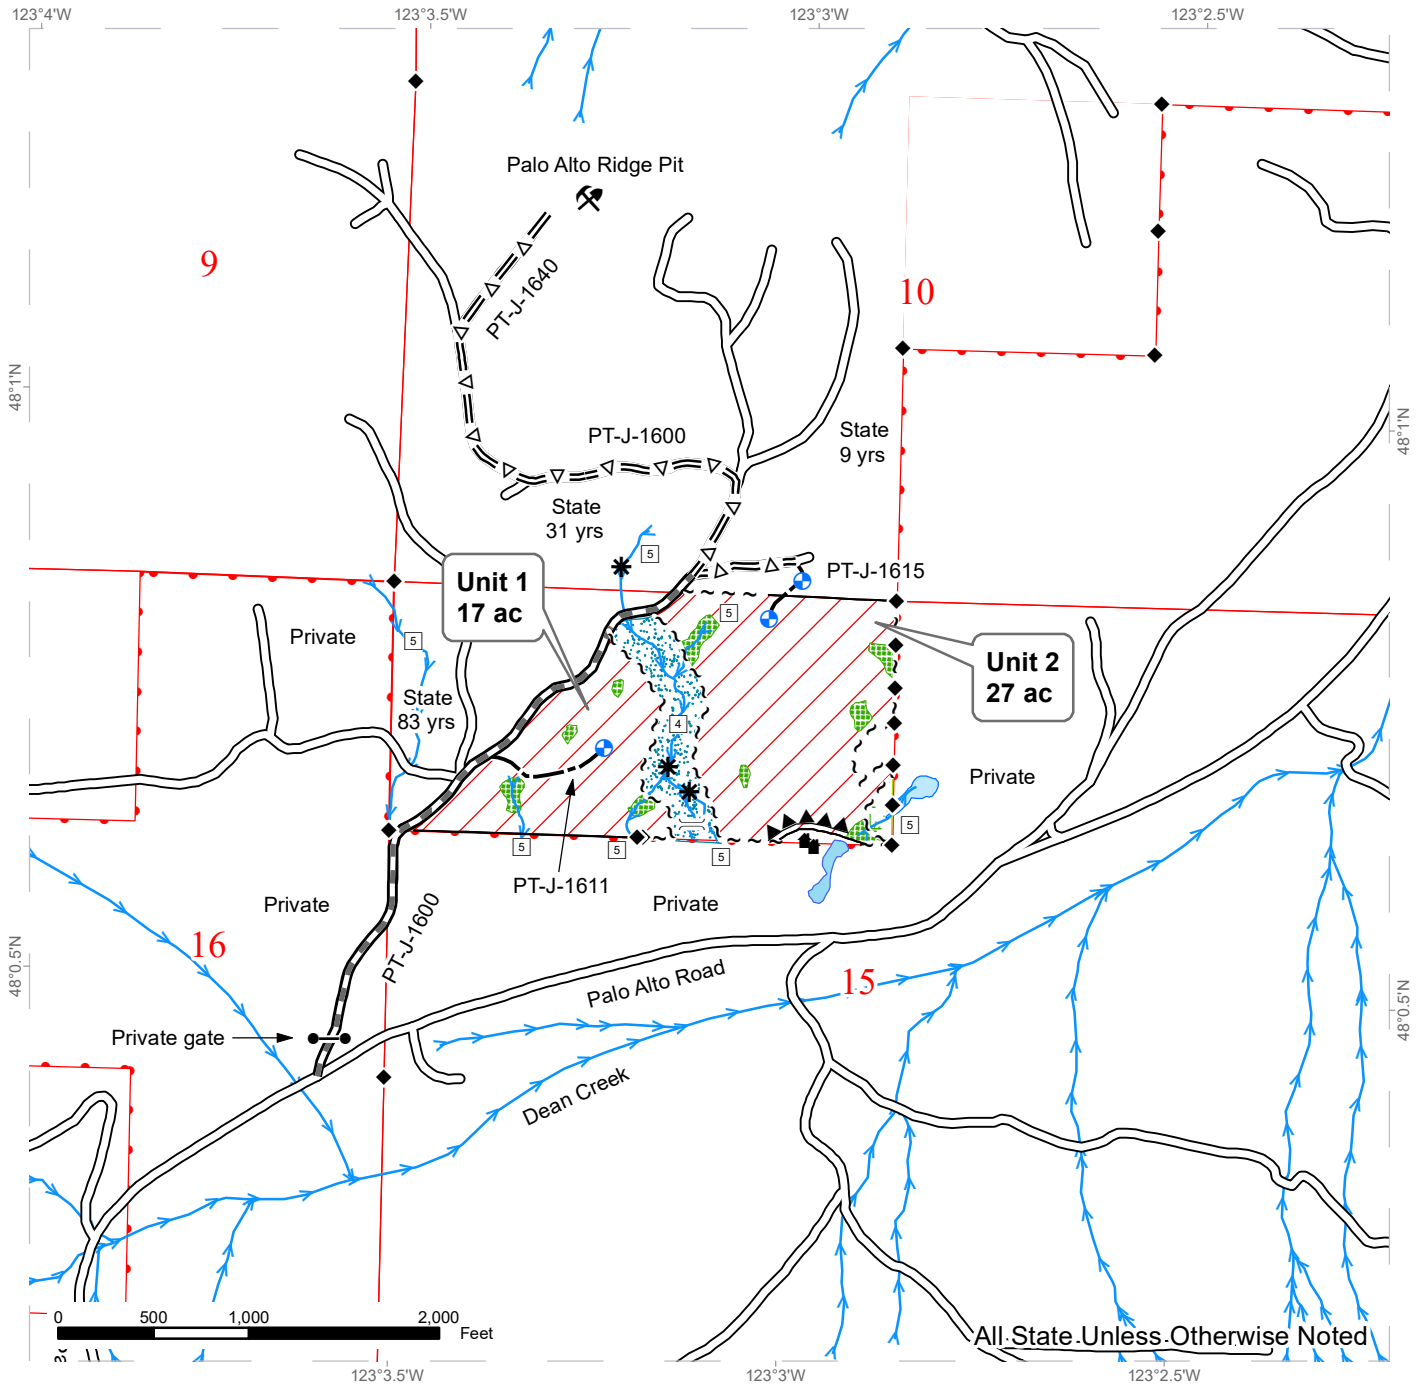 123°4'W
123°3.5'W
123°3'W
123°2.5'W
Palo Alto Ridge Pit
9
10
PT-J-1640
48°1'N
48°1'N
PT-J-1600
State
9 yrs
State
31 yrs
5
PT-J-1615
Unit 1
17 ac
5
Private
5
Unit 2
27 ac
State
83 yrs
4
Private
5
5
5
5
PT-J-1611
Private
Private
PT-J-1600
16
15
48°0.5'N
48°0.5'N
Palo Alto Road
Private gate
Dean Creek
0
500
1,000
2,000
Feet
All State Unless Otherwise Noted
123°3.5'W
123°3'W
123°2.5'W